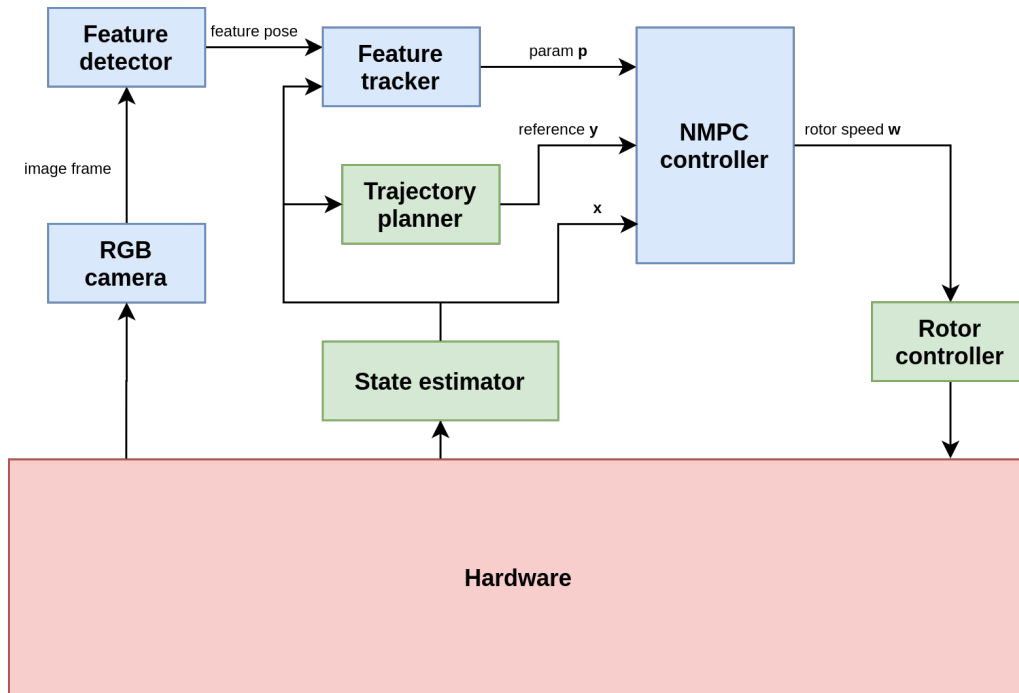 Feature
detector
feature pose
Feature
tracker
param p
NMPC
controller
reference y
rotor speed w
image frame
Trajectory
planner
x
RGB
camera
State estimator
Rotor
controller
Hardware